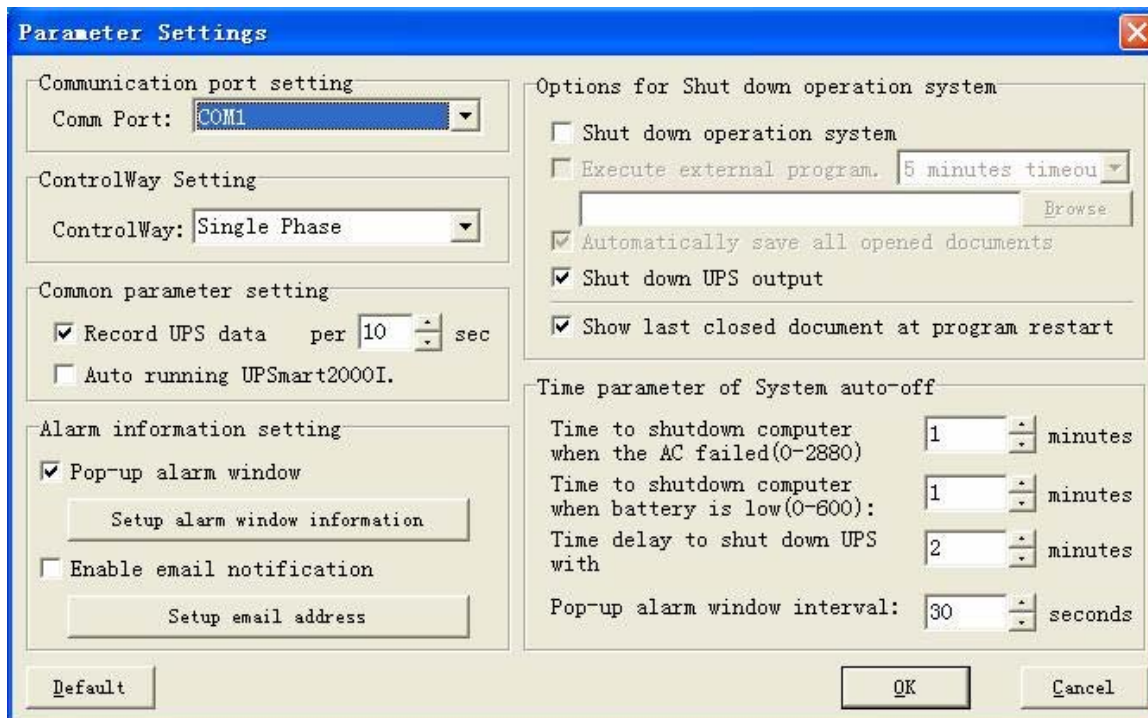 Parameter Settings
Communication port setting
Comm Port: COM1
ControlWay Setting
ControlWay: Single Phase
Common parameter setting
Record UPS data per 10 sec
Auto running UPSmart2000I.
Alarm information setting
Pop-up alarm window
Setup alarm window information
Enable email notification
Setup email address
Options for Shut down operation system
Shut down operation system
Execute external program. 5 minutes timeou
Browse
Automatically save all opened documents
Shut down UPS output
Show last closed document at program restart
Time parameter of System auto-off
Time to shutdown computer
when the AC failed(0-2880) 1 minutes
Time to shutdown computer
when battery is low(0-600): 1 minutes
Time delay to shut down UPS
with 2 minutes
Pop-up alarm window interval: 30 seconds
Default
OK
Cancel